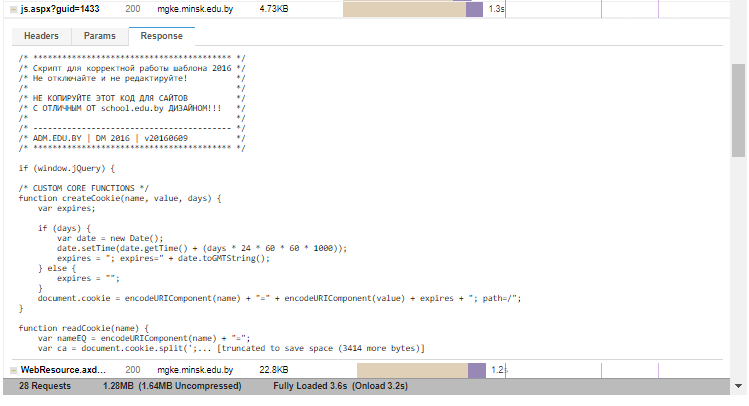 js.aspx?guid=1433 200 mgke.minsk.edu.by 4.73KB 1.3s
Headers Params Response
/* ***************************************** */
/* Скрипт для корректной работы шаблона 2016 */
/* Не отключайте и не редактируйте! */
/* */
/* НЕ КОПИРУЙТЕ ЭТОТ КОД ДЛЯ САЙТОВ */
/* С ОТЛИЧНЫМ ОТ school.edu.by ДИЗАЙНОМ!!! */
/* */
/* ----------------------------------------- */
/* ADM.EDU.BY | DM 2016 | v20160609 */
/* ***************************************** */
if (window.jQuery) {
/* CUSTOM CORE FUNCTIONS */
function createCookie(name, value, days) {
var expires;
if (days) {
var date = new Date();
date.setTime(date.getTime() + (days * 24 * 60 * 60 * 1000));
expires = "; expires=" + date.toGMTString();
} else {
expires = "";
}
document.cookie = encodeURIComponent(name) + "=" + encodeURIComponent(value) + expires + "; path=/";
}
function readCookie(name) {
var nameEQ = encodeURIComponent(name) + "=";
var ca = document.cookie.split(';... [truncated to save space (3414 more bytes)]
WebResource.axd... 200 mgke.minsk.edu.by 22.8KB 1.2s
28 Requests 1.28MB (1.64MB Uncompressed) Fully Loaded 3.6s (Onload 3.2s)